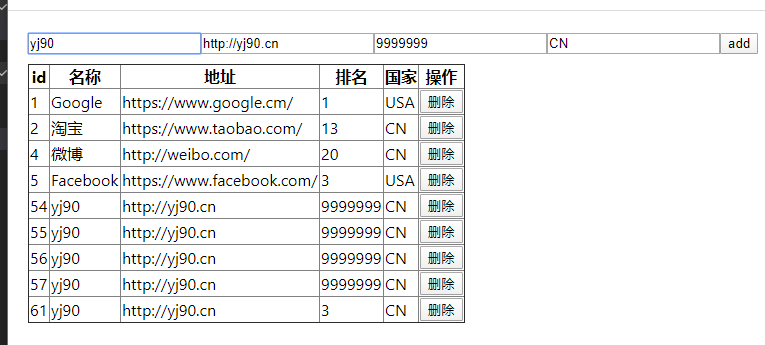 yj90 http://yj90.cn 9999999 CN add
id 名称 地址 排名 国家 操作
1 Google https://www.google.cm/ 1 USA 删除
2 淘宝 https://www.taobao.com/ 13 CN 删除
4 微博 http://weibo.com/ 20 CN 删除
5 Facebook https://www.facebook.com/ 3 USA 删除
54 yj90 http://yj90.cn 9999999 CN 删除
55 yj90 http://yj90.cn 9999999 CN 删除
56 yj90 http://yj90.cn 9999999 CN 删除
57 yj90 http://yj90.cn 9999999 CN 删除
61 yj90 http://yj90.cn 3 CN 删除